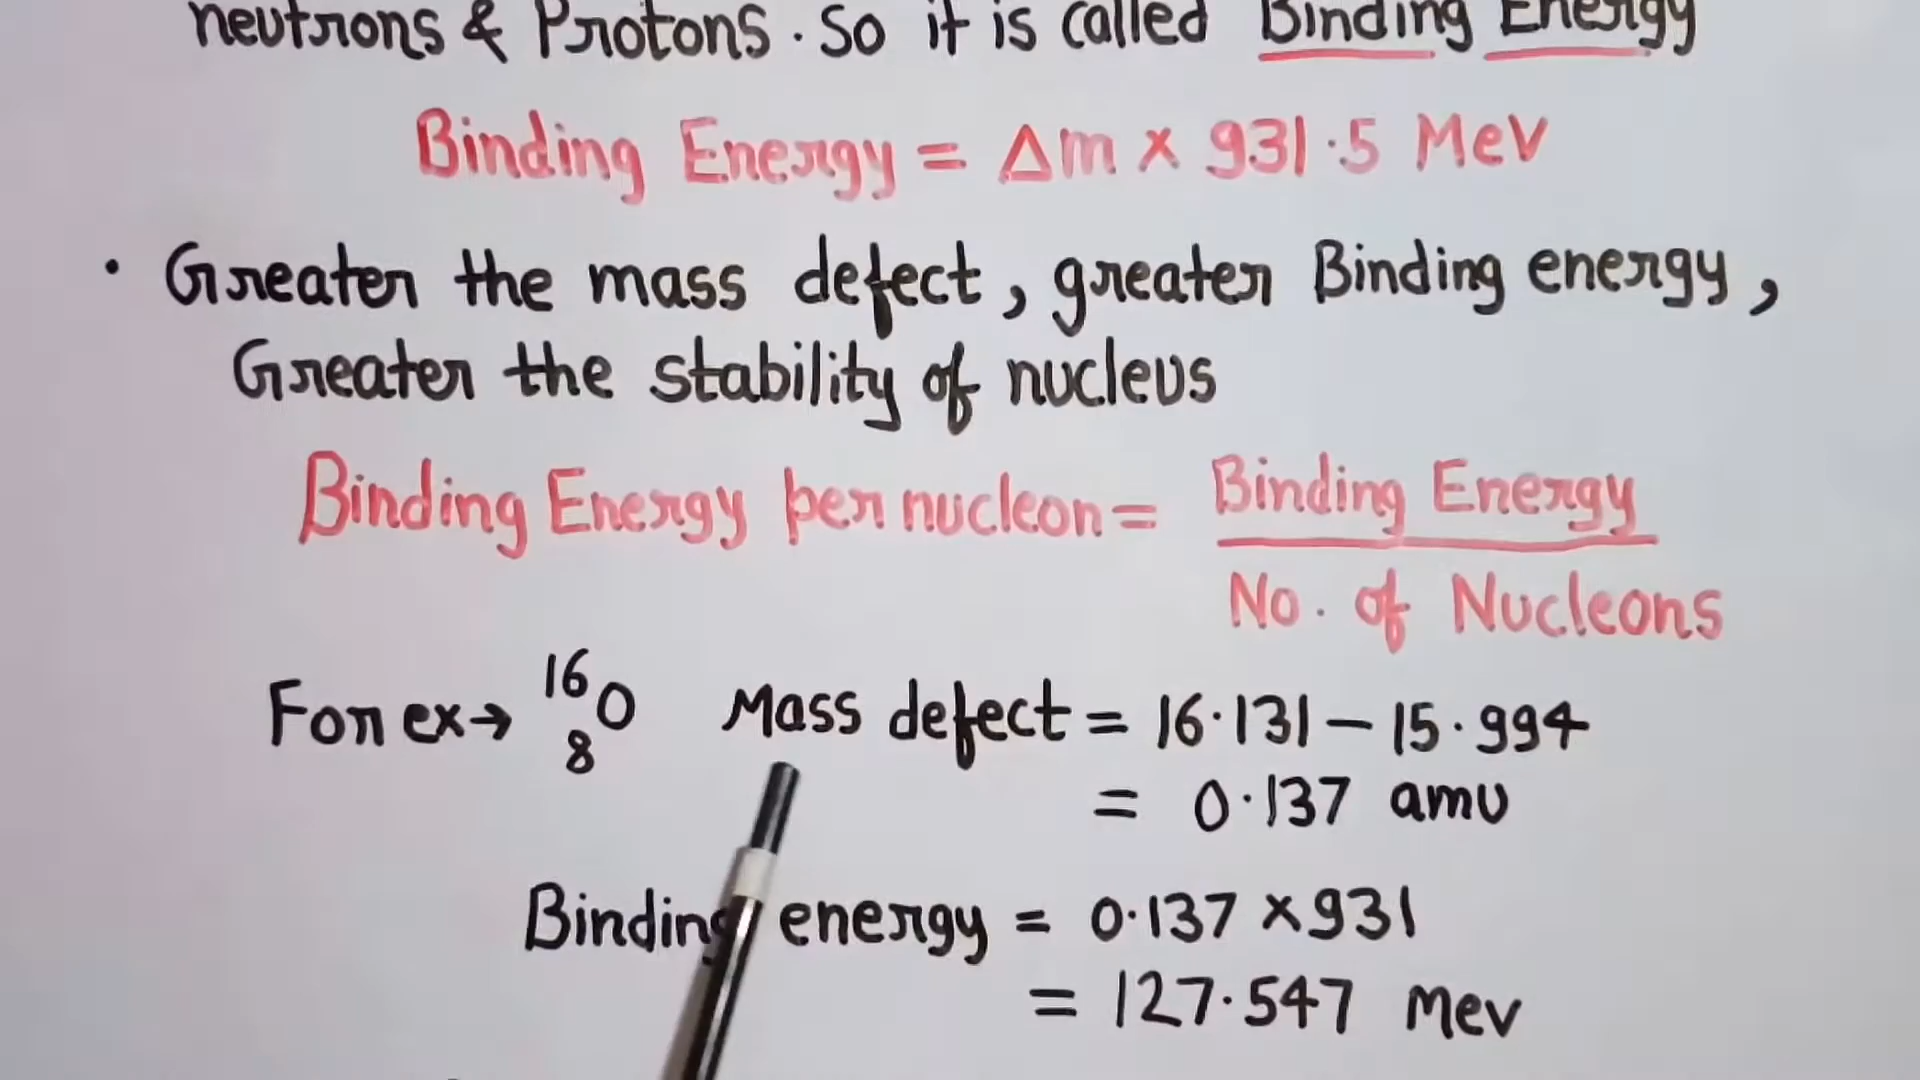 neutrons & Protons. So it is called Binding Energy
Binding Energy = Δm × 931.5 MeV
• Greater the mass defect, greater Binding energy,
Greater the stability of nucleus
Binding Energy per nucleon = Binding Energy
No. of Nucleons
For ex→ ¹⁶₈O Mass defect = 16.131 – 15.994
= 0.137 amu
Binding energy = 0.137 ×931
= 127.547 Mev